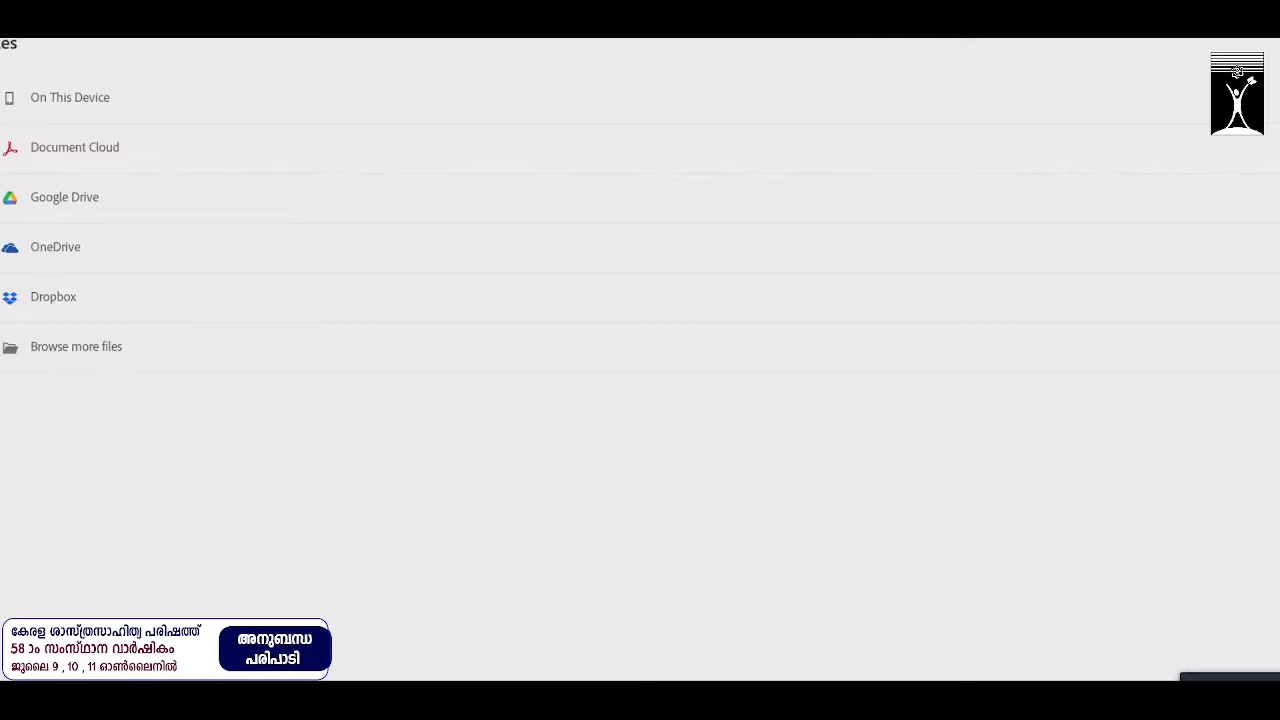 es
On This Device
Document Cloud
Google Drive
OneDrive
Dropbox
Browse more files
കേരള ശാസ്ത്രസാഹിത്യ പരിഷത്ത്
58 ാം സംസ്ഥാന വാർഷികം
ജൂലൈ 9 , 10 , 11 ഓൺലൈനിൽ
അനുബന്ധ
പരിപാടി